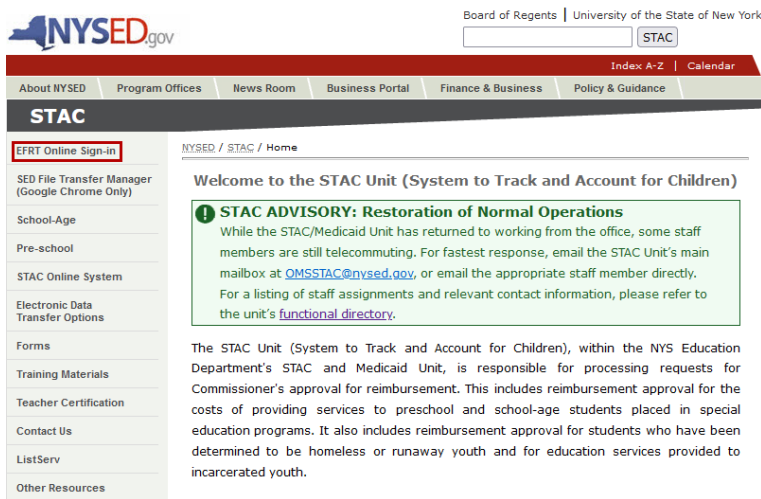 Board of Regents | University of the State of New York
NYSED.gov
STAC
Index A-Z | Calendar
About NYSED Program Offices News Room Business Portal Finance & Business Policy & Guidance
STAC
EFRT Online Sign-in
SED File Transfer Manager
(Google Chrome Only)
School-Age
Pre-school
STAC Online System
Electronic Data
Transfer Options
Forms
Training Materials
Teacher Certification
Contact Us
ListServ
Other Resources
NYSED / STAC / Home
Welcome to the STAC Unit (System to Track and Account for Children)
STAC ADVISORY: Restoration of Normal Operations
While the STAC/Medicaid Unit has returned to working from the office, some staff
members are still telecommuting. For fastest response, email the STAC Unit's main
mailbox at OMSSTAC@nysed.gov, or email the appropriate staff member directly.
For a listing of staff assignments and relevant contact information, please refer to
the unit's functional directory.
The STAC Unit (System to Track and Account for Children), within the NYS Education
Department's STAC and Medicaid Unit, is responsible for processing requests for
Commissioner's approval for reimbursement. This includes reimbursement approval for the
costs of providing services to preschool and school-age students placed in special
education programs. It also includes reimbursement approval for students who have been
determined to be homeless or runaway youth and for education services provided to
incarcerated youth.